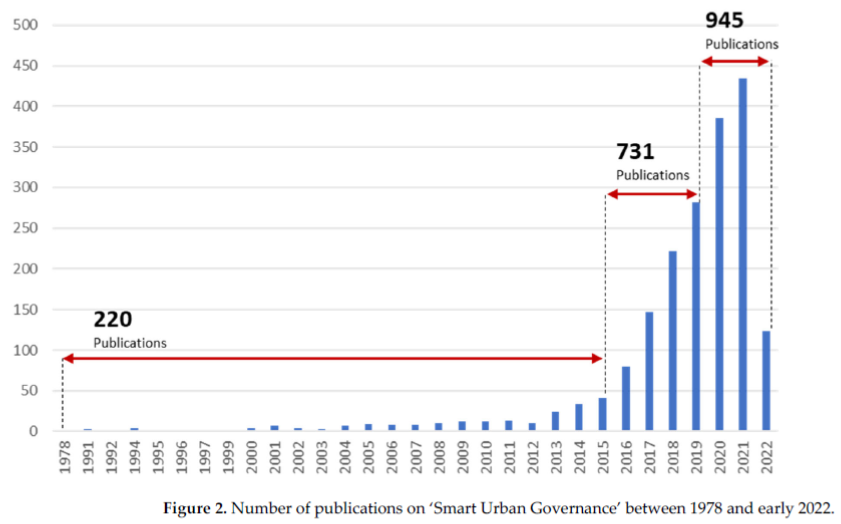 500
945
Publications
450
400
350
731
Publications
300
250
200
150
220
Publications
100
50
0
1978 1991 1992 1994 1995 1996 1997 1999 2000 2001 2002 2003 2004 2005 2006 2007 2008 2009 2010 2011 2012 2013 2014 2015 2016 2017 2018 2019 2020 2021 2022
Figure 2. Number of publications on ‘Smart Urban Governance’ between 1978 and early 2022.